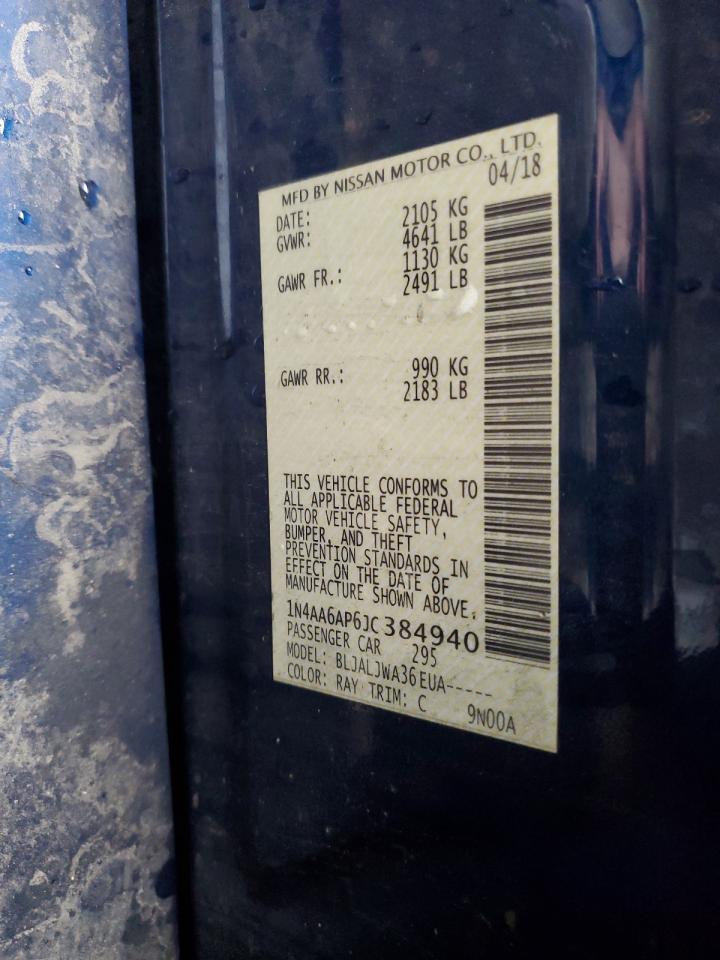 MFD BY NISSAN MOTOR CO., LTD.
DATE: 04/18
GVWR: 2105 KG
4641 LB
GAWR FR.: 1130 KG
2491 LB
GAWR RR.: 990 KG
2183 LB
THIS VEHICLE CONFORMS TO
ALL APPLICABLE FEDERAL
MOTOR VEHICLE SAFETY,
BUMPER, AND THEFT
PREVENTION STANDARDS IN
EFFECT ON THE DATE OF
MANUFACTURE SHOWN ABOVE.
1N4AA6AP6JC384940
PASSENGER CAR 295
MODEL: BLJALJWA36EUA-----
COLOR: RAY TRIM: C 9N00A